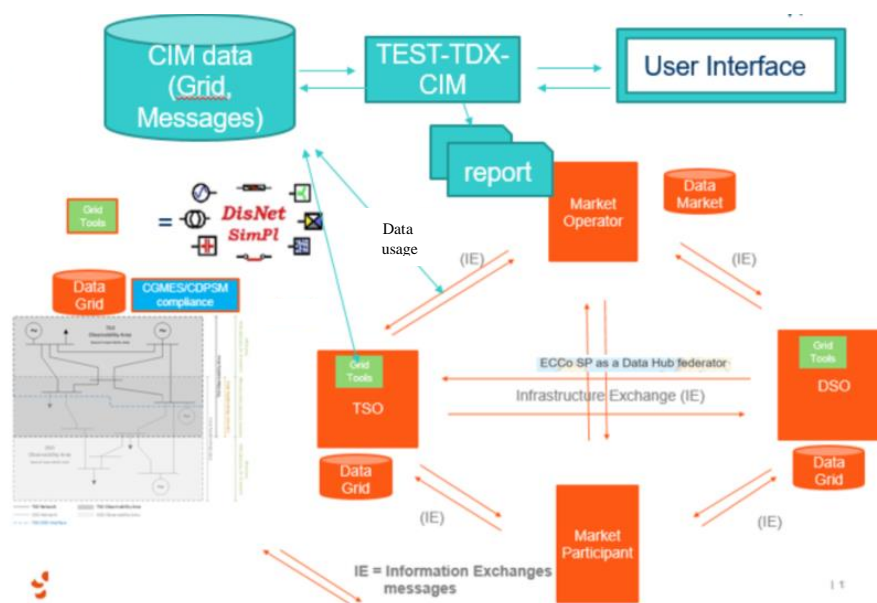 CIM data
(Grid,
Messages)
TEST-TDX-
CIM
User Interface
report
Market
Operator
Data
Market
Grid
Tools
=
DisNet
SimPl
Data
usage
(IE)
(IE)
Data
Grid
CGMES/CDPSM
compliance
Grid
Tools
TSO
ECCo SP as a Data Hub federator
Infrastructure Exchange (IE)
Grid
Tools
DSO
Data
Grid
Data
Grid
(IE)
(IE)
Market
Participant
IE = Information Exchanges
messages